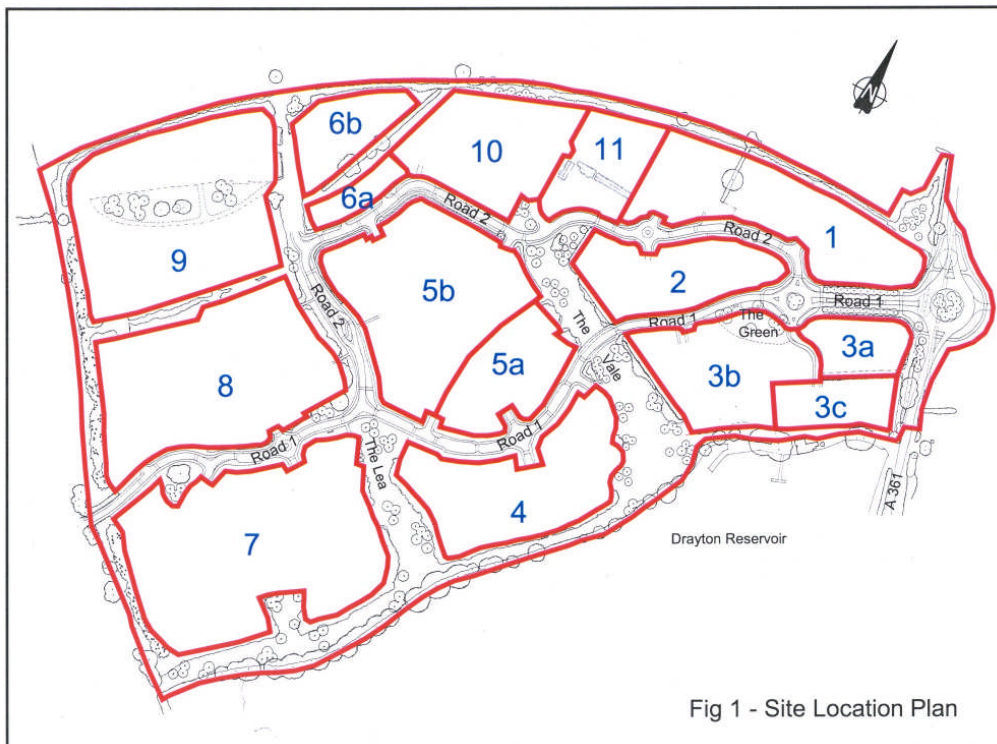 N
6b
10
11
6a
Road 2
Road 2
1
9
2
5b
Road 2
Road 1
The
Road 1
The
Green
3a
5a
Vale
3b
8
3c
Road 1
Road 1
The Lea
4
A 361
7
Drayton Reservoir
Fig 1 - Site Location Plan